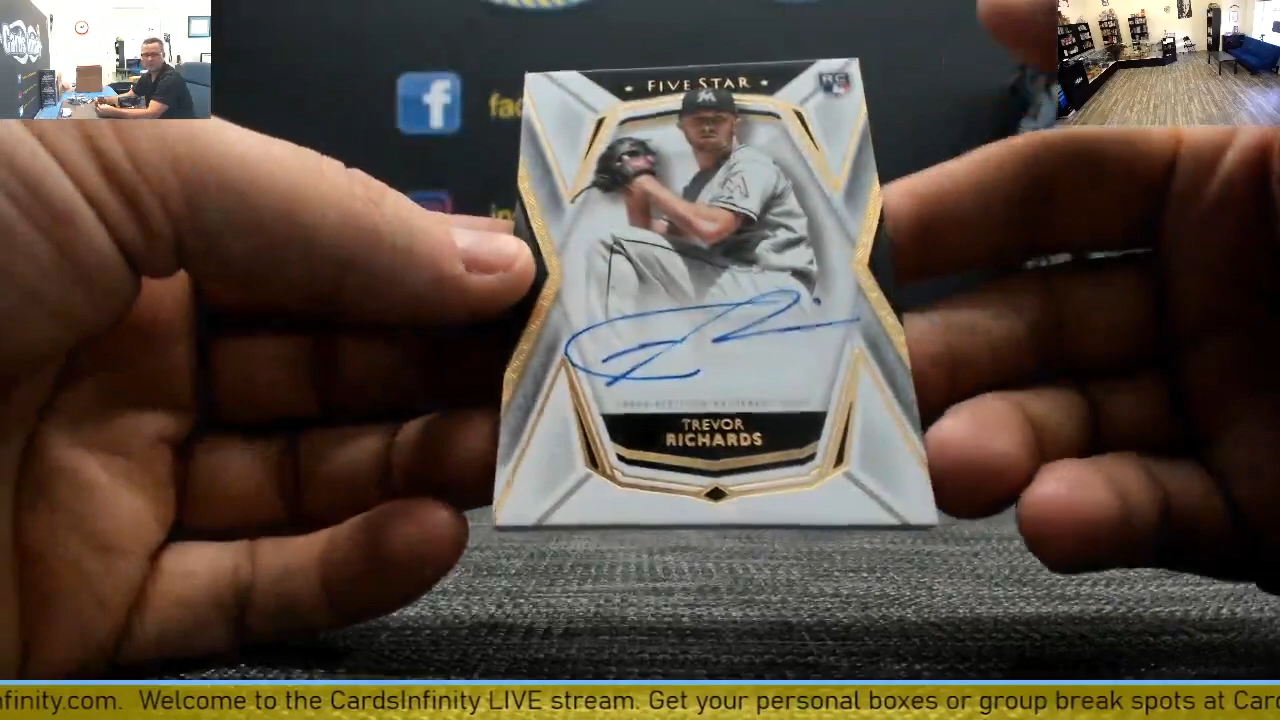 FIVE STAR
RC
f
fac
M
M
TREVOR
RICHARDS
nfinity.com. Welcome to the CardsInfinity LIVE stream. Get your personal boxes or group break spots at Card